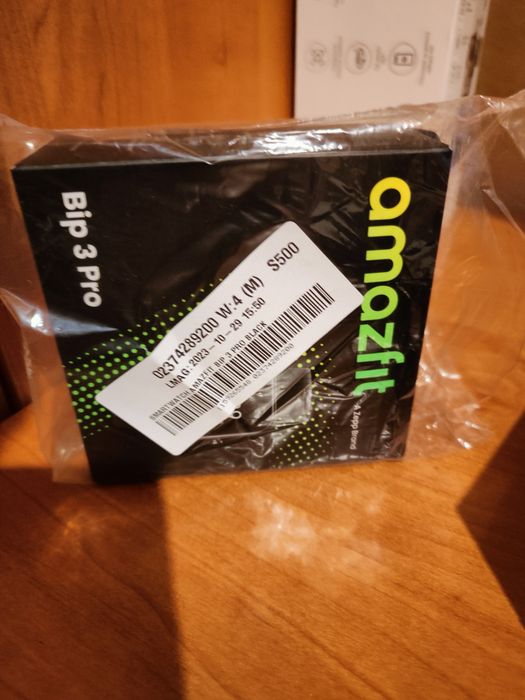 amazfit
A Zepp Brand
Bip 3 Pro
02374289200 W:4 (M) S500
LMAG: 2023-10-29 15:50
SMARTWATCH AMAZFIT BIP 3 PRO BLACK
02374289200